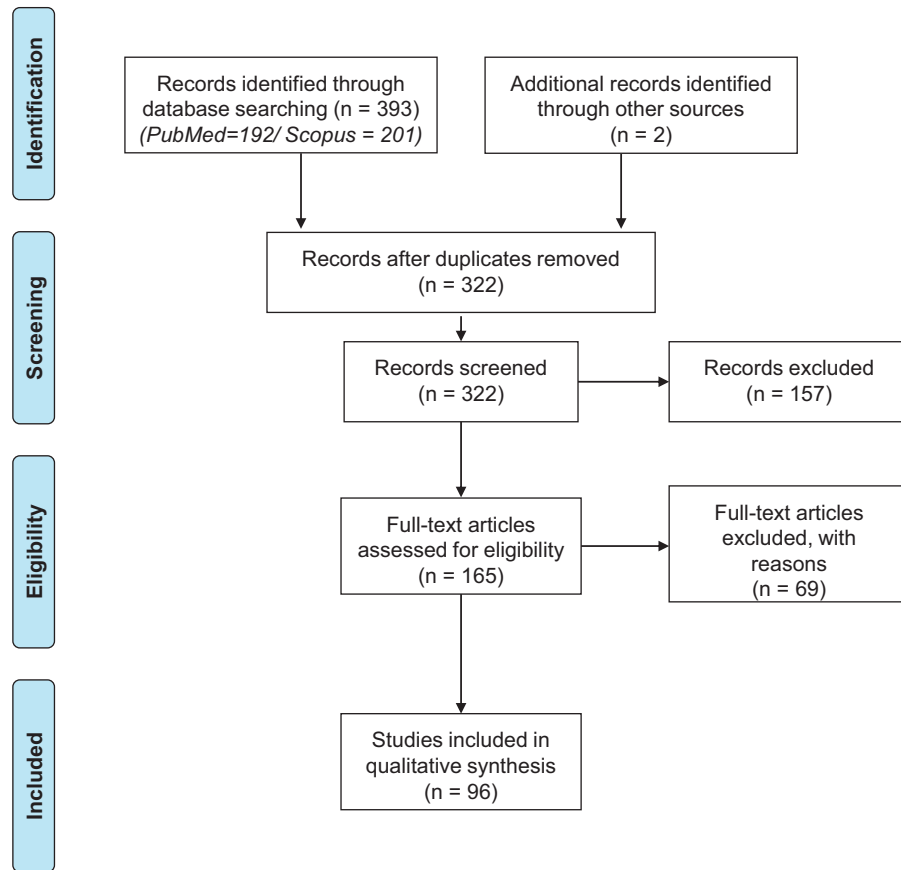 Identification
Records identified through
database searching (n = 393)
(PubMed=192/ Scopus = 201)
Additional records identified
through other sources
(n = 2)
Screening
Records after duplicates removed
(n = 322)
Records screened
(n = 322)
Records excluded
(n = 157)
Eligibility
Full-text articles
assessed for eligibility
(n = 165)
Full-text articles
excluded, with
reasons
(n = 69)
Included
Studies included in
qualitative synthesis
(n = 96)